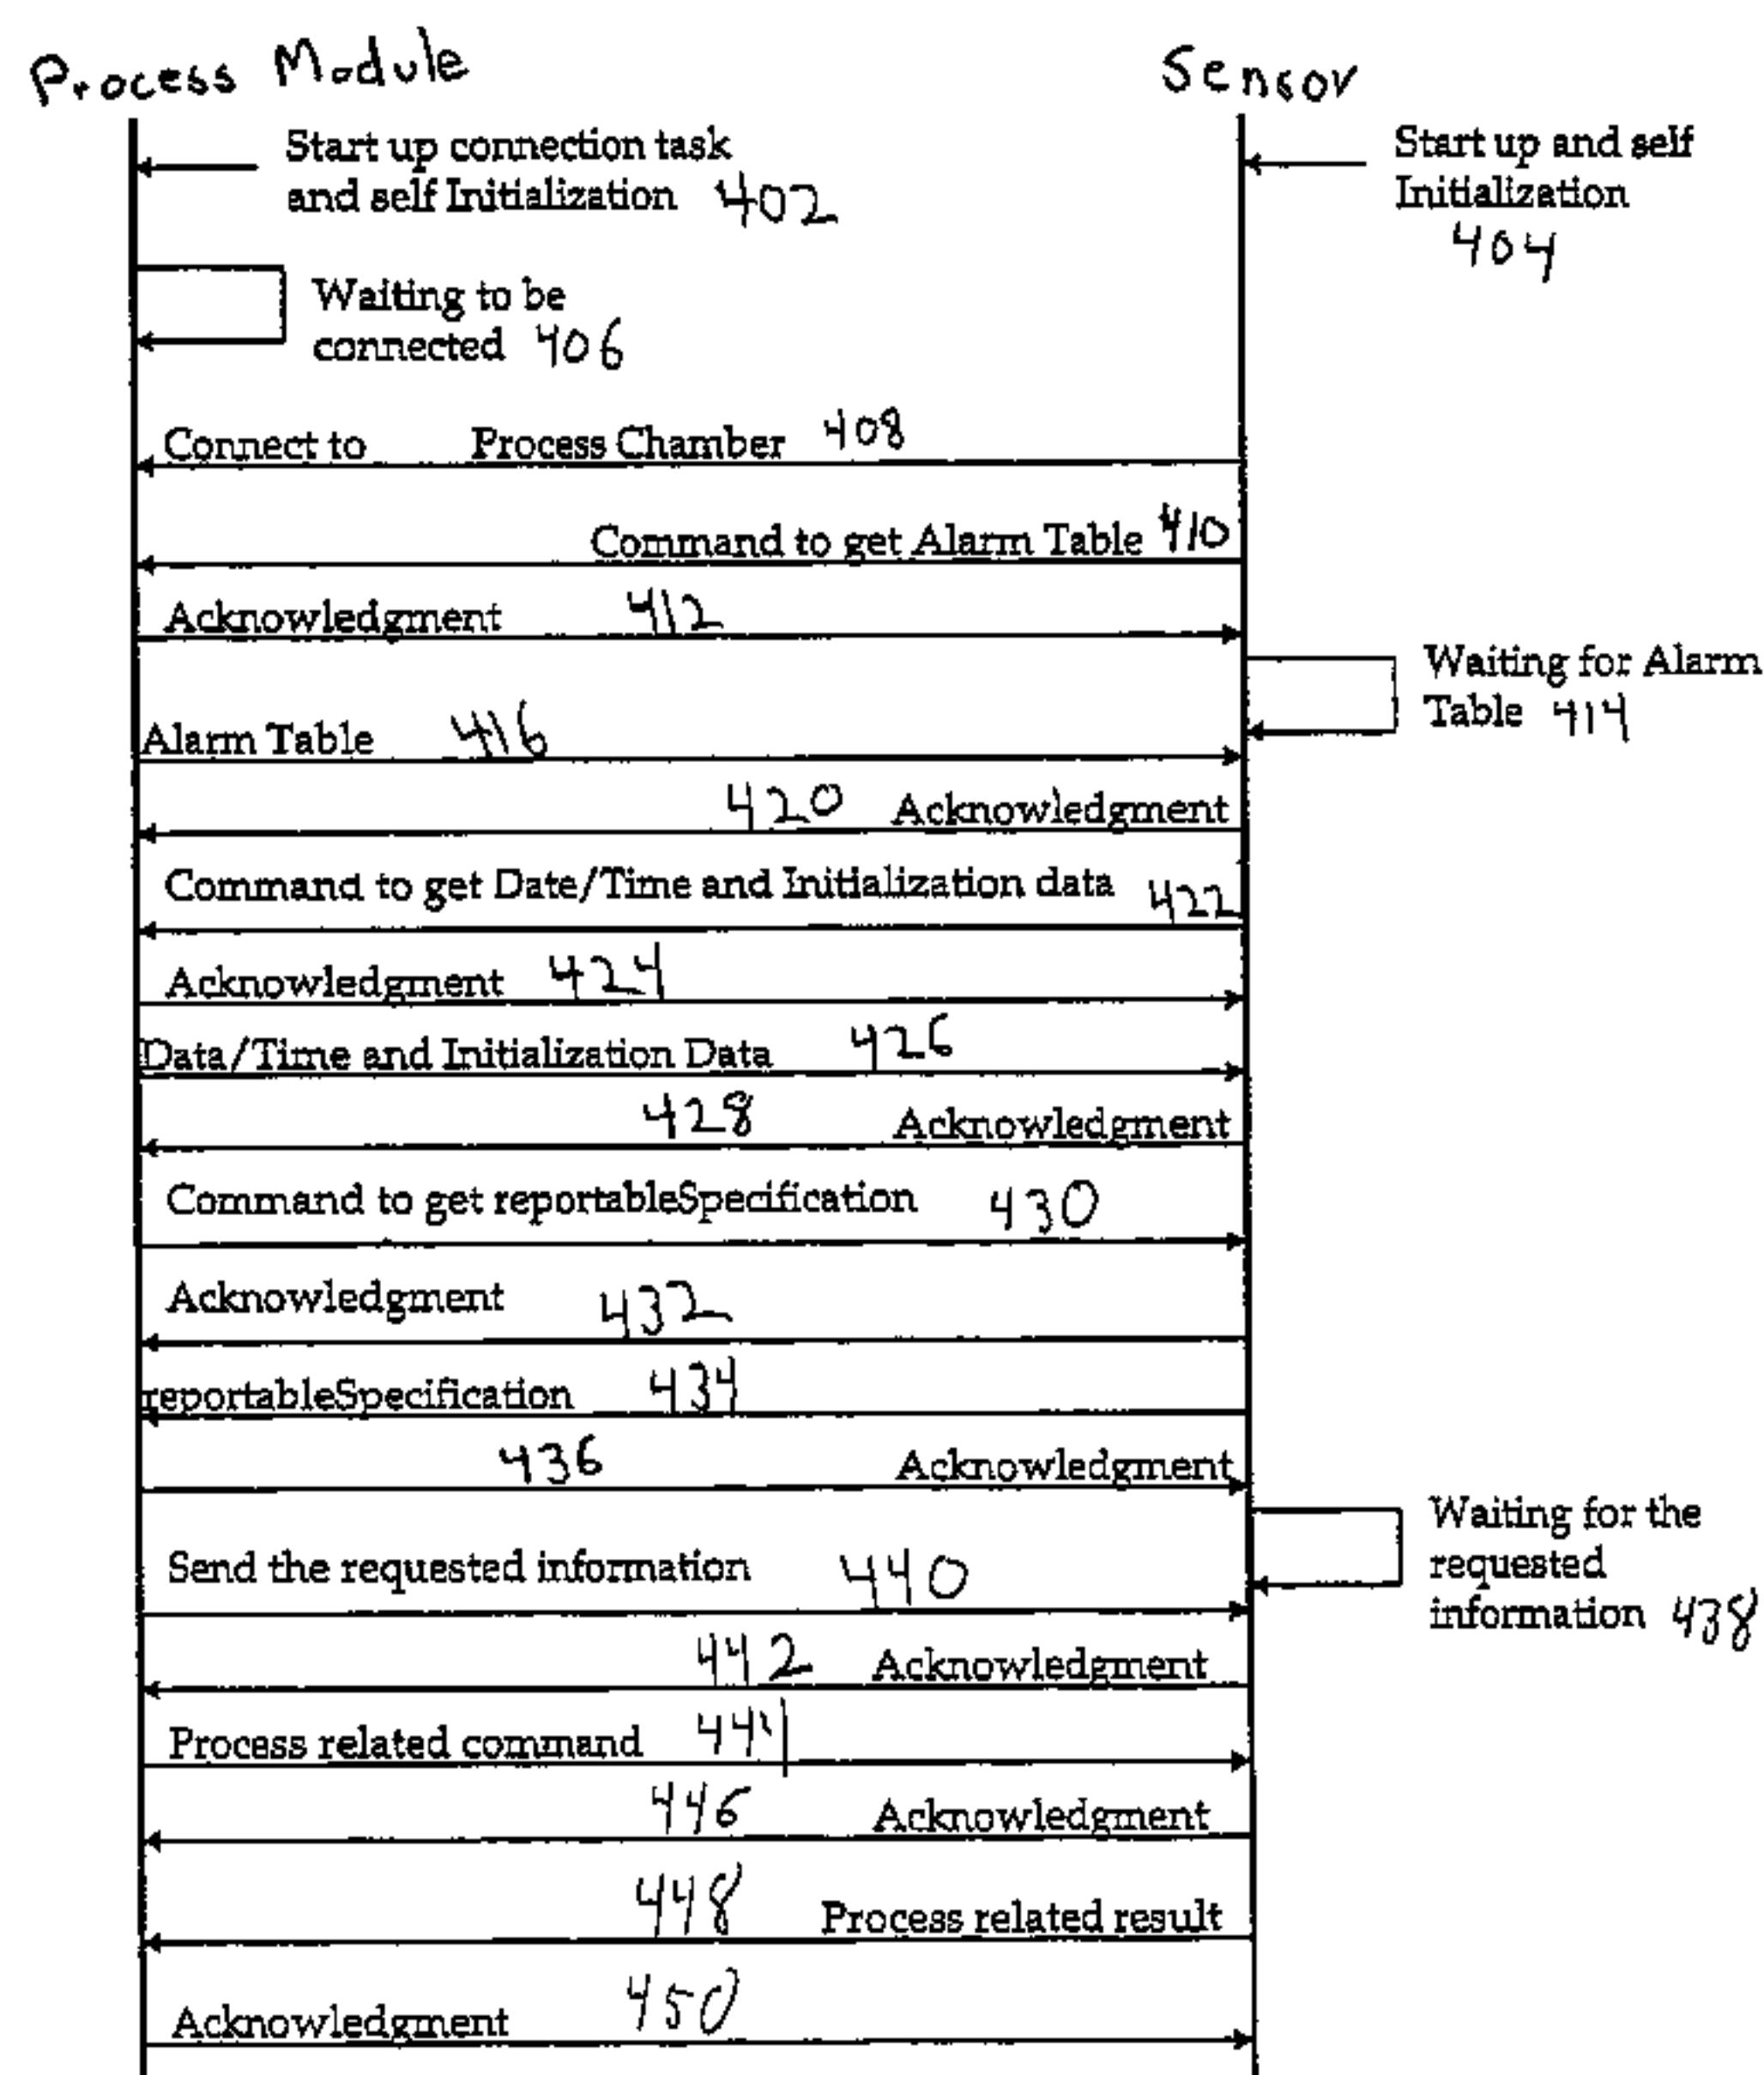 Process Module
Sensor
Start up connection task
and self Initialization 402
Start up and self
Initialization
404
Waiting to be
connected 406
Connect to Process Chamber 408
Command to get Alarm Table 410
Acknowledgment 412
Waiting for Alarm
Table 414
Alarm Table 416
420 Acknowledgment
Command to get Date/Time and Initialization data 422
Acknowledgment 424
Data/Time and Initialization Data 426
428 Acknowledgment
Command to get reportableSpecification 430
Acknowledgment 432
reportableSpecification 434
436 Acknowledgment
Waiting for the
requested
information 438
Send the requested information 440
442 Acknowledgment
Process related command 444
446 Acknowledgment
448 Process related result
Acknowledgment 450